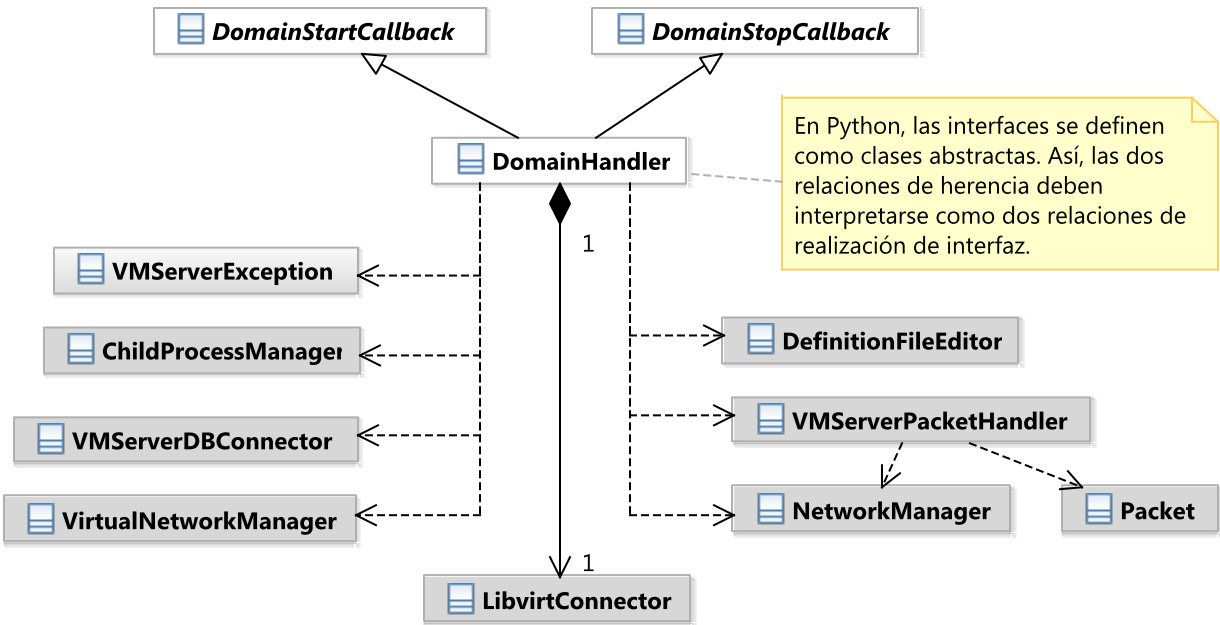 DomainStartCallback
DomainStopCallback
DomainHandler
En Python, las interfaces se definen
como clases abstractas. Así, las dos
relaciones de herencia deben
interpretarse como dos relaciones de
realización de interfaz.
1
VMServerException
ChildProcessManager
DefinitionFileEditor
VMServerDBConnector
VMServerPacketHandler
VirtualNetworkManager
NetworkManager
Packet
1
LibvirtConnector